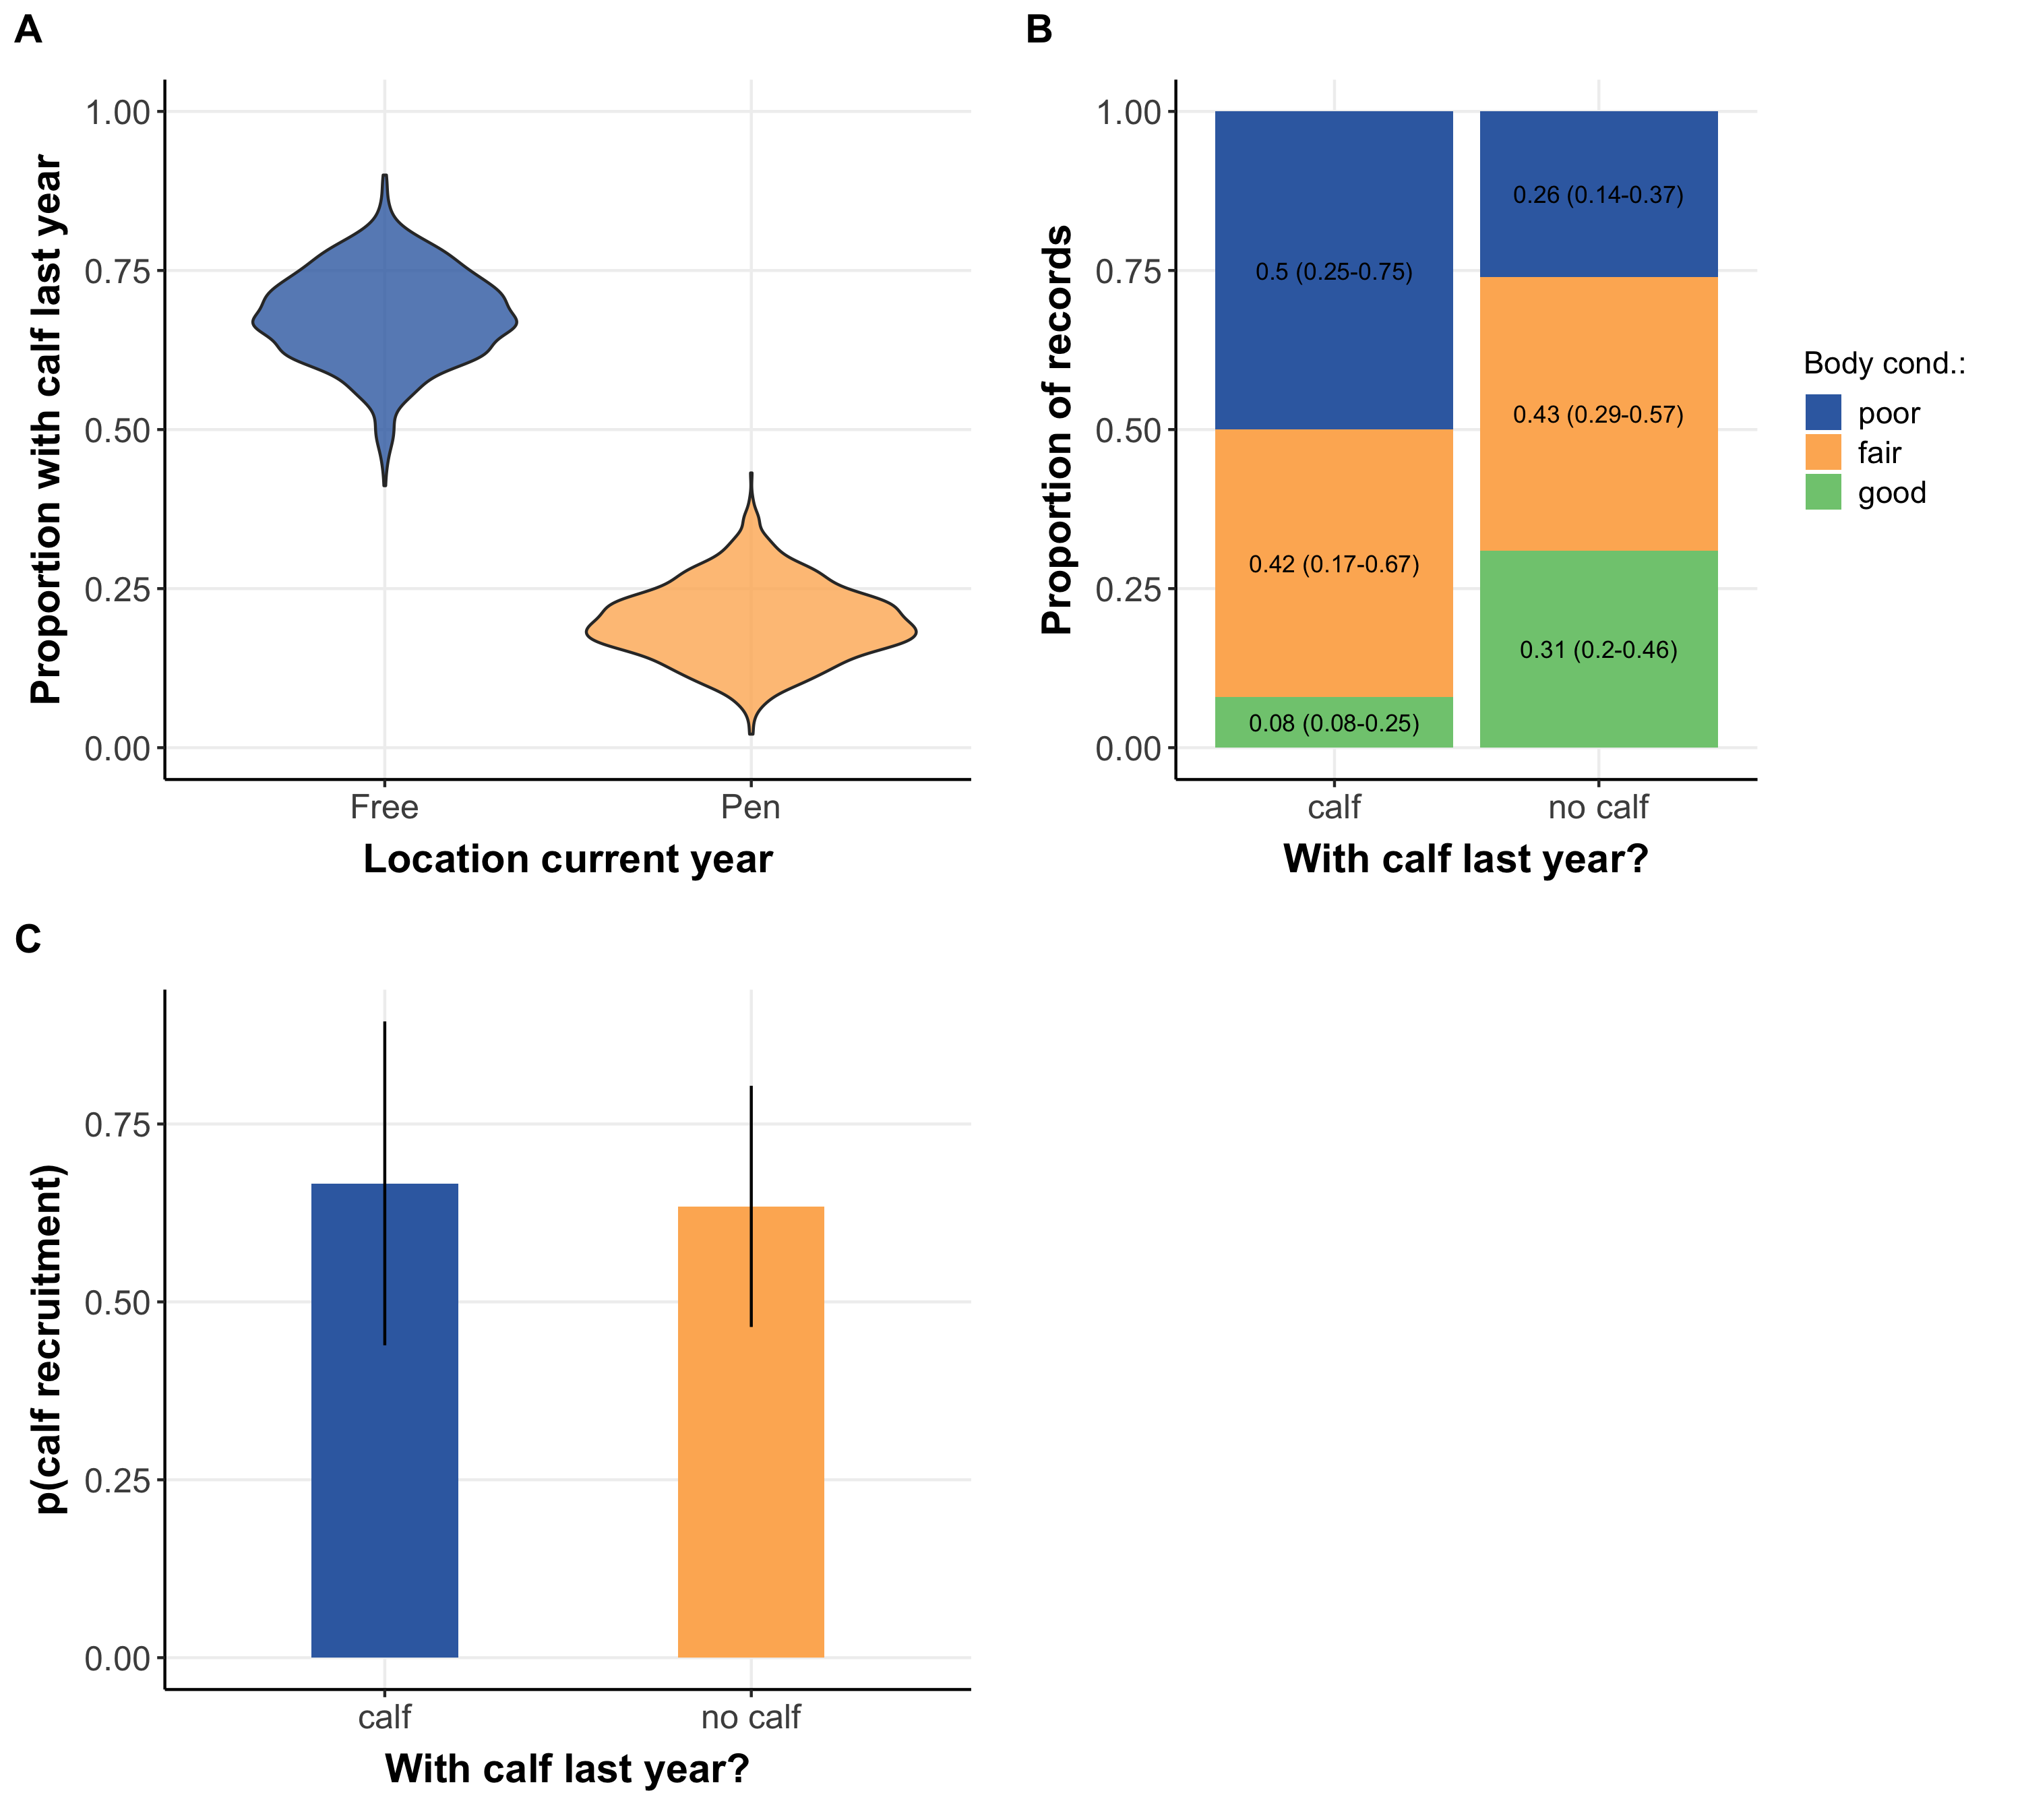 A
Proportion with calf last year
1.00
0.75
0.50
0.25
0.00
Free
Pen
Location current year
B
Proportion of records
1.00
0.75
0.50
0.25
0.00
0.5 (0.25-0.75)
0.42 (0.17-0.67)
0.08 (0.08-0.25)
0.26 (0.14-0.37)
0.43 (0.29-0.57)
0.31 (0.2-0.46)
calf
no calf
With calf last year?
Body cond.:
poor
fair
good
C
p(calf recruitment)
0.75
0.50
0.25
0.00
calf
no calf
With calf last year?